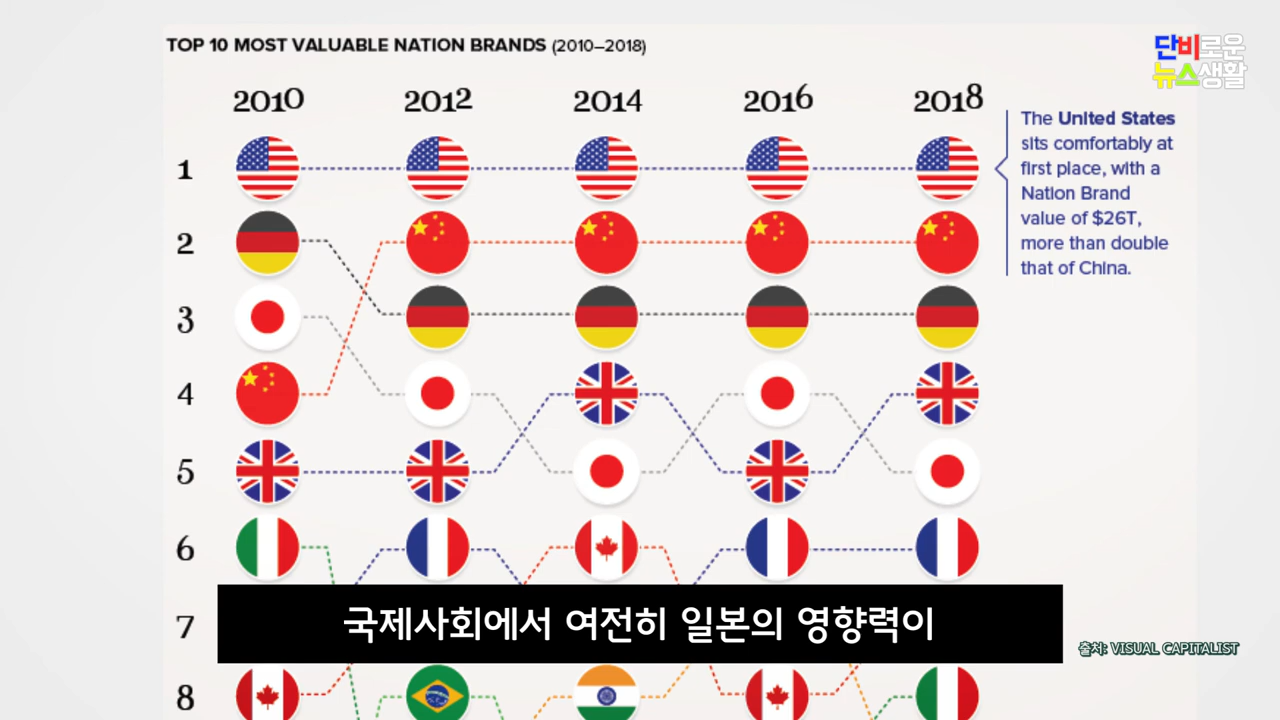 TOP 10 MOST VALUABLE NATION BRANDS (2010–2018)
단비로운
뉴스생활
2010 2012 2014 2016 2018
The United States
sits comfortably at
first place, with a
Nation Brand
value of $26T,
more than double
that of China.
1
2
3
4
5
6
7
8
국제사회에서 여전히 일본의 영향력이
출처: VISUAL CAPITALIST